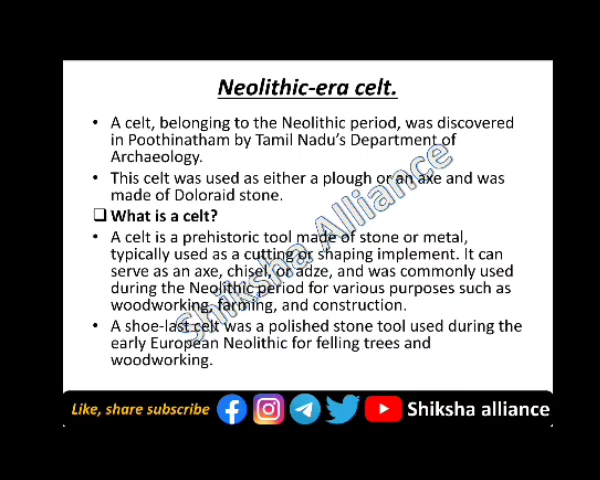 Neolithic-era celt.
• A celt, belonging to the Neolithic period, was discovered
in Poothinatham by Tamil Nadu's Department of
Archaeology.
• This celt was used as either a plough or an axe and was
made of Doloraid stone.
❑ What is a celt?
• A celt is a prehistoric tool made of stone or metal,
typically used as a cutting or shaping implement. It can
serve as an axe, chisel, or adze, and was commonly used
during the Neolithic period for various purposes such as
woodworking, farming, and construction.
• A shoe-last celt was a polished stone tool used during the
early European Neolithic for felling trees and
woodworking.
Shiksha Alliance
Like, share subscribe Shiksha alliance